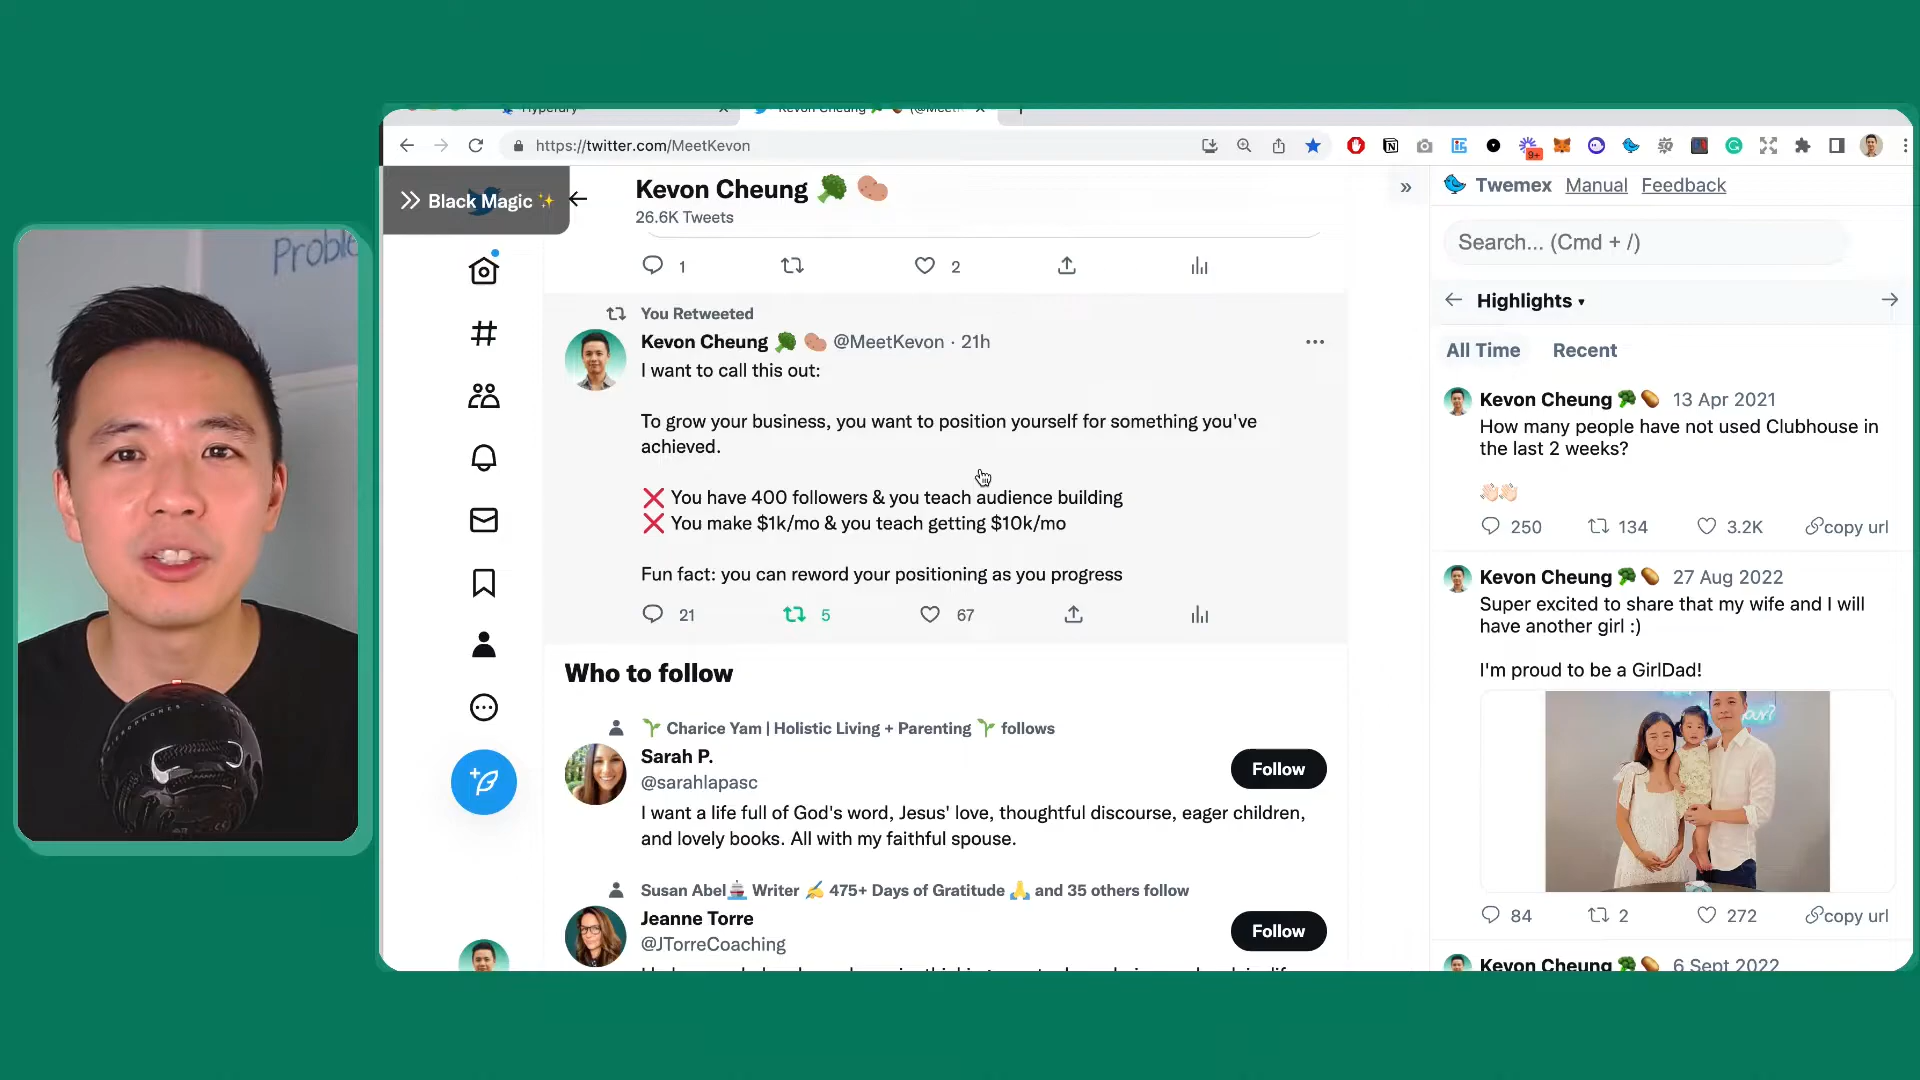 Hyperfury
Kevon Cheung 🥦 🥔 (@Meet
https://twitter.com/MeetKevon
9+
Black Magic ✨
Kevon Cheung 🥦 🥔
26.6K Tweets
1
2
You Retweeted
Kevon Cheung 🥦 🥔 @MeetKevon · 21h
I want to call this out:
To grow your business, you want to position yourself for something you've
achieved.
❌ You have 400 followers & you teach audience building
❌ You make $1k/mo & you teach getting $10k/mo
Fun fact: you can reword your positioning as you progress
21
5
67
Who to follow
🌱 Charice Yam | Holistic Living + Parenting 🌱 follows
Sarah P.
@sarahlapasc
Follow
I want a life full of God's word, Jesus' love, thoughtful discourse, eager children,
and lovely books. All with my faithful spouse.
Susan Abel🚢 Writer ✍️ 475+ Days of Gratitude 🙏 and 35 others follow
Jeanne Torre
@JTorreCoaching
Follow
Twemex Manual Feedback
Search... (Cmd + /)
Highlights ▾
All Time Recent
Kevon Cheung 🥦 🥔 13 Apr 2021
How many people have not used Clubhouse in
the last 2 weeks?
👏🏻👏🏻
250 134 3.2K copy url
Kevon Cheung 🥦 🥔 27 Aug 2022
Super excited to share that my wife and I will
have another girl :)
I'm proud to be a GirlDad!
84 2 272 copy url
Kevon Cheung 🥦 🥔 6 Sept 2022
Proble